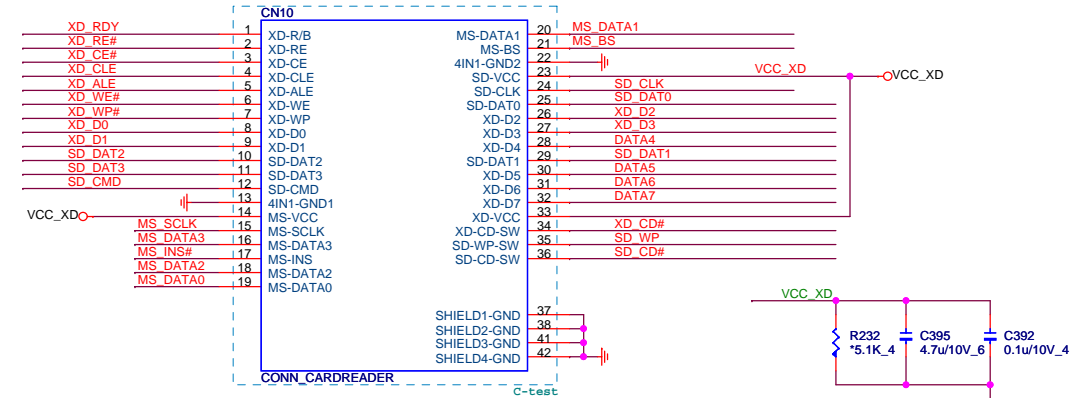 CN10
XD_RDY 1 XD-R/B
XD_RE# 2 XD-RE
XD_CE# 3 XD-CE
XD_CLE 4 XD-CLE
XD_ALE 5 XD-ALE
XD_WE# 6 XD-WE
XD_WP# 7 XD-WP
XD_D0 8 XD-D0
XD_D1 9 XD-D1
SD_DAT2 10 SD-DAT2
SD_DAT3 11 SD-DAT3
SD_CMD 12 SD-CMD
13 4IN1-GND1
VCC_XD 14 MS-VCC
MS_SCLK 15 MS-SCLK
MS_DATA3 16 MS-DATA3
MS_INS# 17 MS-INS
MS_DATA2 18 MS-DATA2
MS_DATA0 19 MS-DATA0
MS-DATA1 20 MS_DATA1
MS-BS 21 MS_BS
4IN1-GND2 22
SD-VCC 23 VCC_XD VCC_XD
SD-CLK 24 SD_CLK
SD-DAT0 25 SD_DAT0
XD-D2 26 XD_D2
XD-D3 27 XD_D3
XD-D4 28 DATA4
SD-DAT1 29 SD_DAT1
XD-D5 30 DATA5
XD-D6 31 DATA6
XD-D7 32 DATA7
XD-VCC 33
XD-CD-SW 34 XD_CD#
SD-WP-SW 35 SD_WP
SD-CD-SW 36 SD_CD#
SHIELD1-GND 37
SHIELD2-GND 38
SHIELD3-GND 41
SHIELD4-GND 42
CONN_CARDREADER
C-test
VCC_XD
R232
*5.1K_4
C395
4.7u/10V_6
C392
0.1u/10V_4